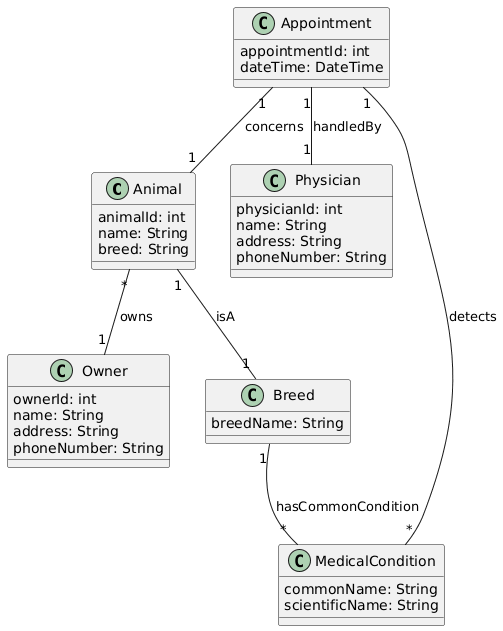 C Appointment
appointmentId: int
dateTime: DateTime
1 1 1
concerns handledBy
1 1
C Animal
animalId: int
name: String
breed: String
C Physician
physicianId: int
name: String
address: String
phoneNumber: String
* 1
owns isA detects
1 1
C Owner
ownerId: int
name: String
address: String
phoneNumber: String
C Breed
breedName: String
1
hasCommonCondition
* *
C MedicalCondition
commonName: String
scientificName: String